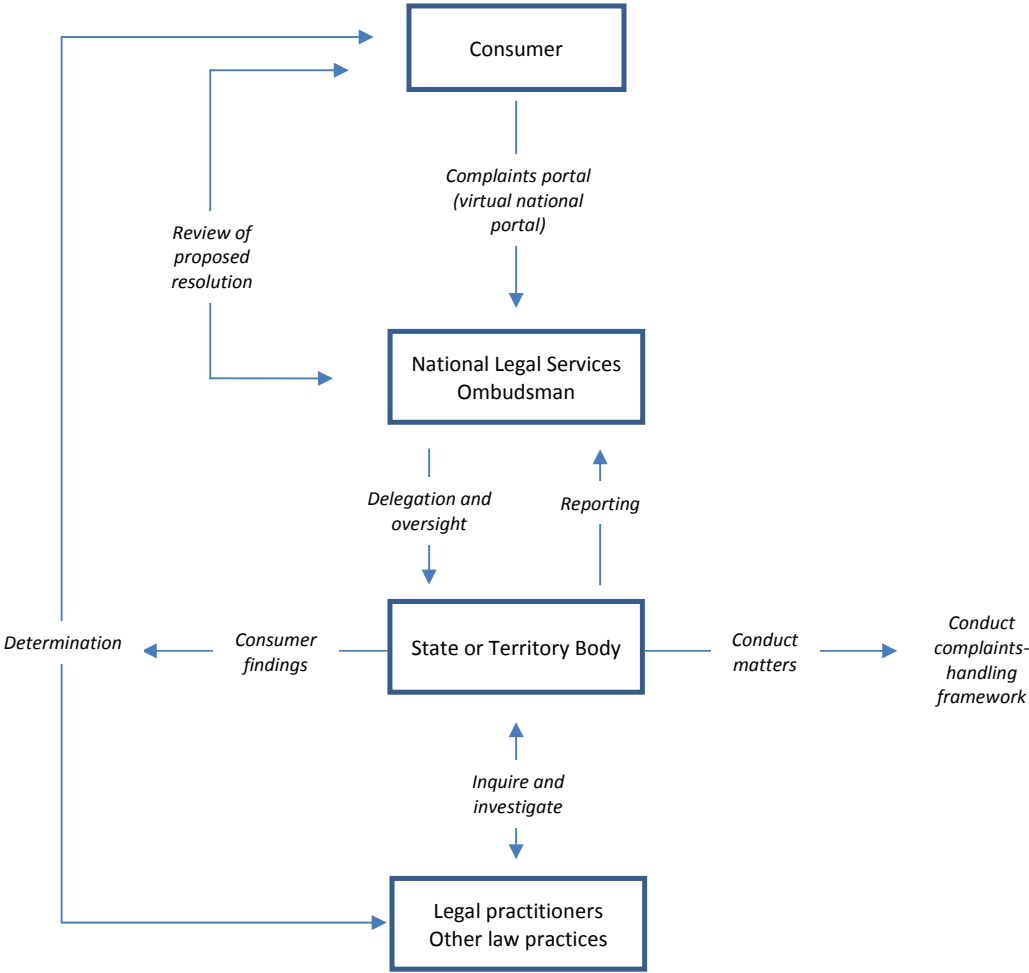 Consumer
Complaints portal
(virtual national
portal)
Review of
proposed
resolution
National Legal Services
Ombudsman
Delegation and
oversight
Reporting
Determination
Consumer
findings
State or Territory Body
Conduct
matters
Conduct
complaints-
handling
framework
Inquire and
investigate
Legal practitioners
Other law practices